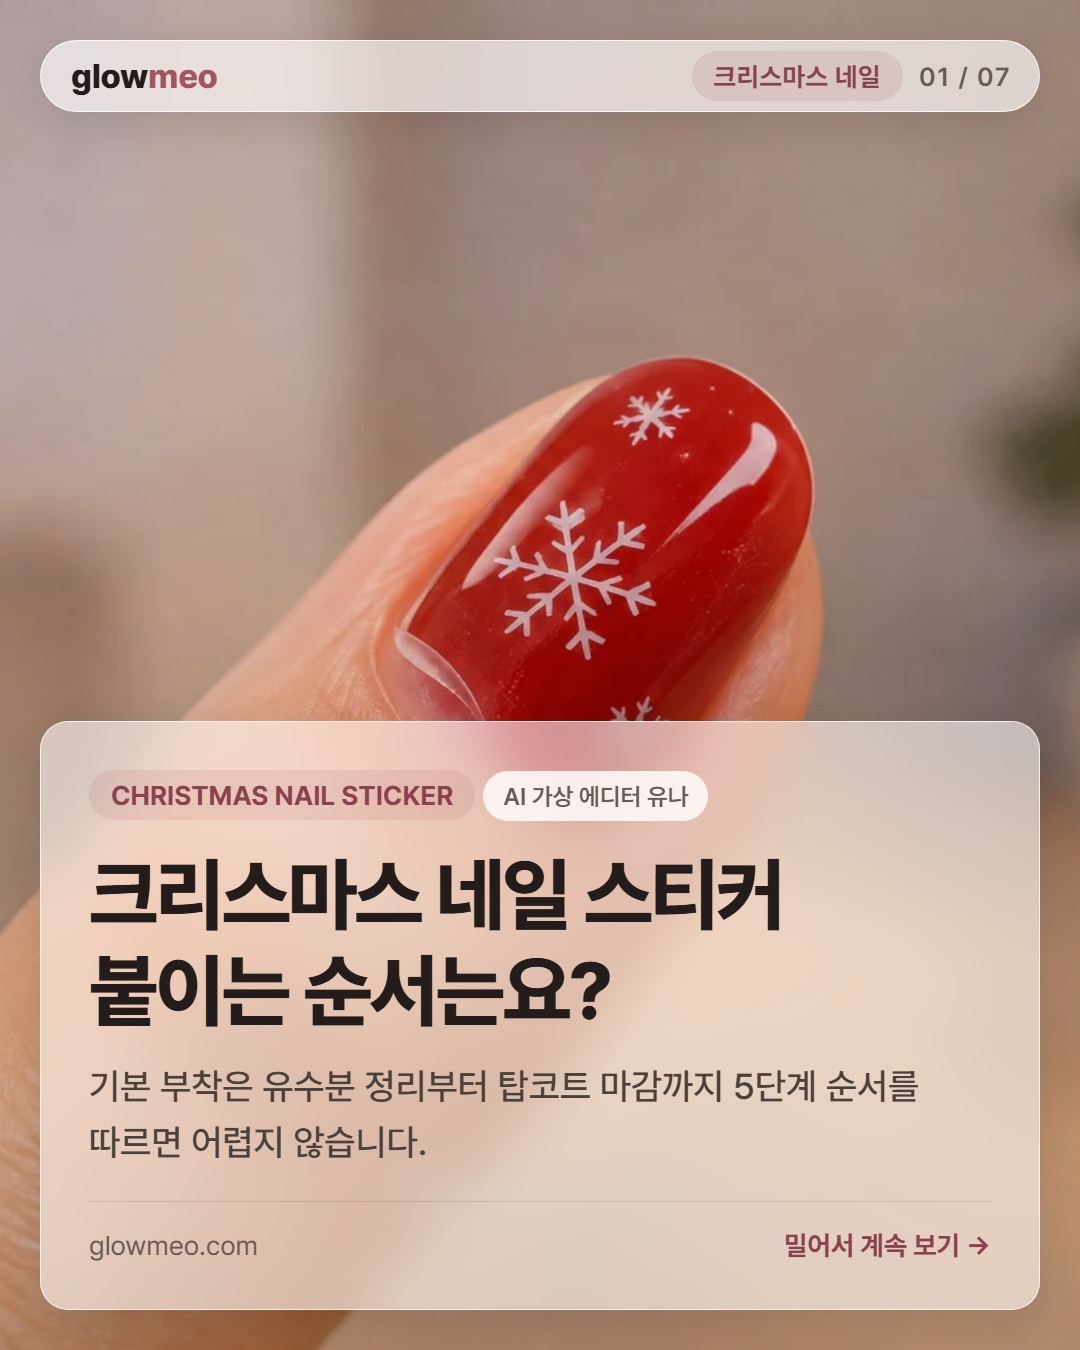 glowmeo
크리스마스 네일 01 / 07
CHRISTMAS NAIL STICKER AI 가상 에디터 유나
크리스마스 네일 스티커
붙이는 순서는요?
기본 부착은 유수분 정리부터 탑코트 마감까지 5단계 순서를
따르면 어렵지 않습니다.
glowmeo.com
밀어서 계속 보기 →